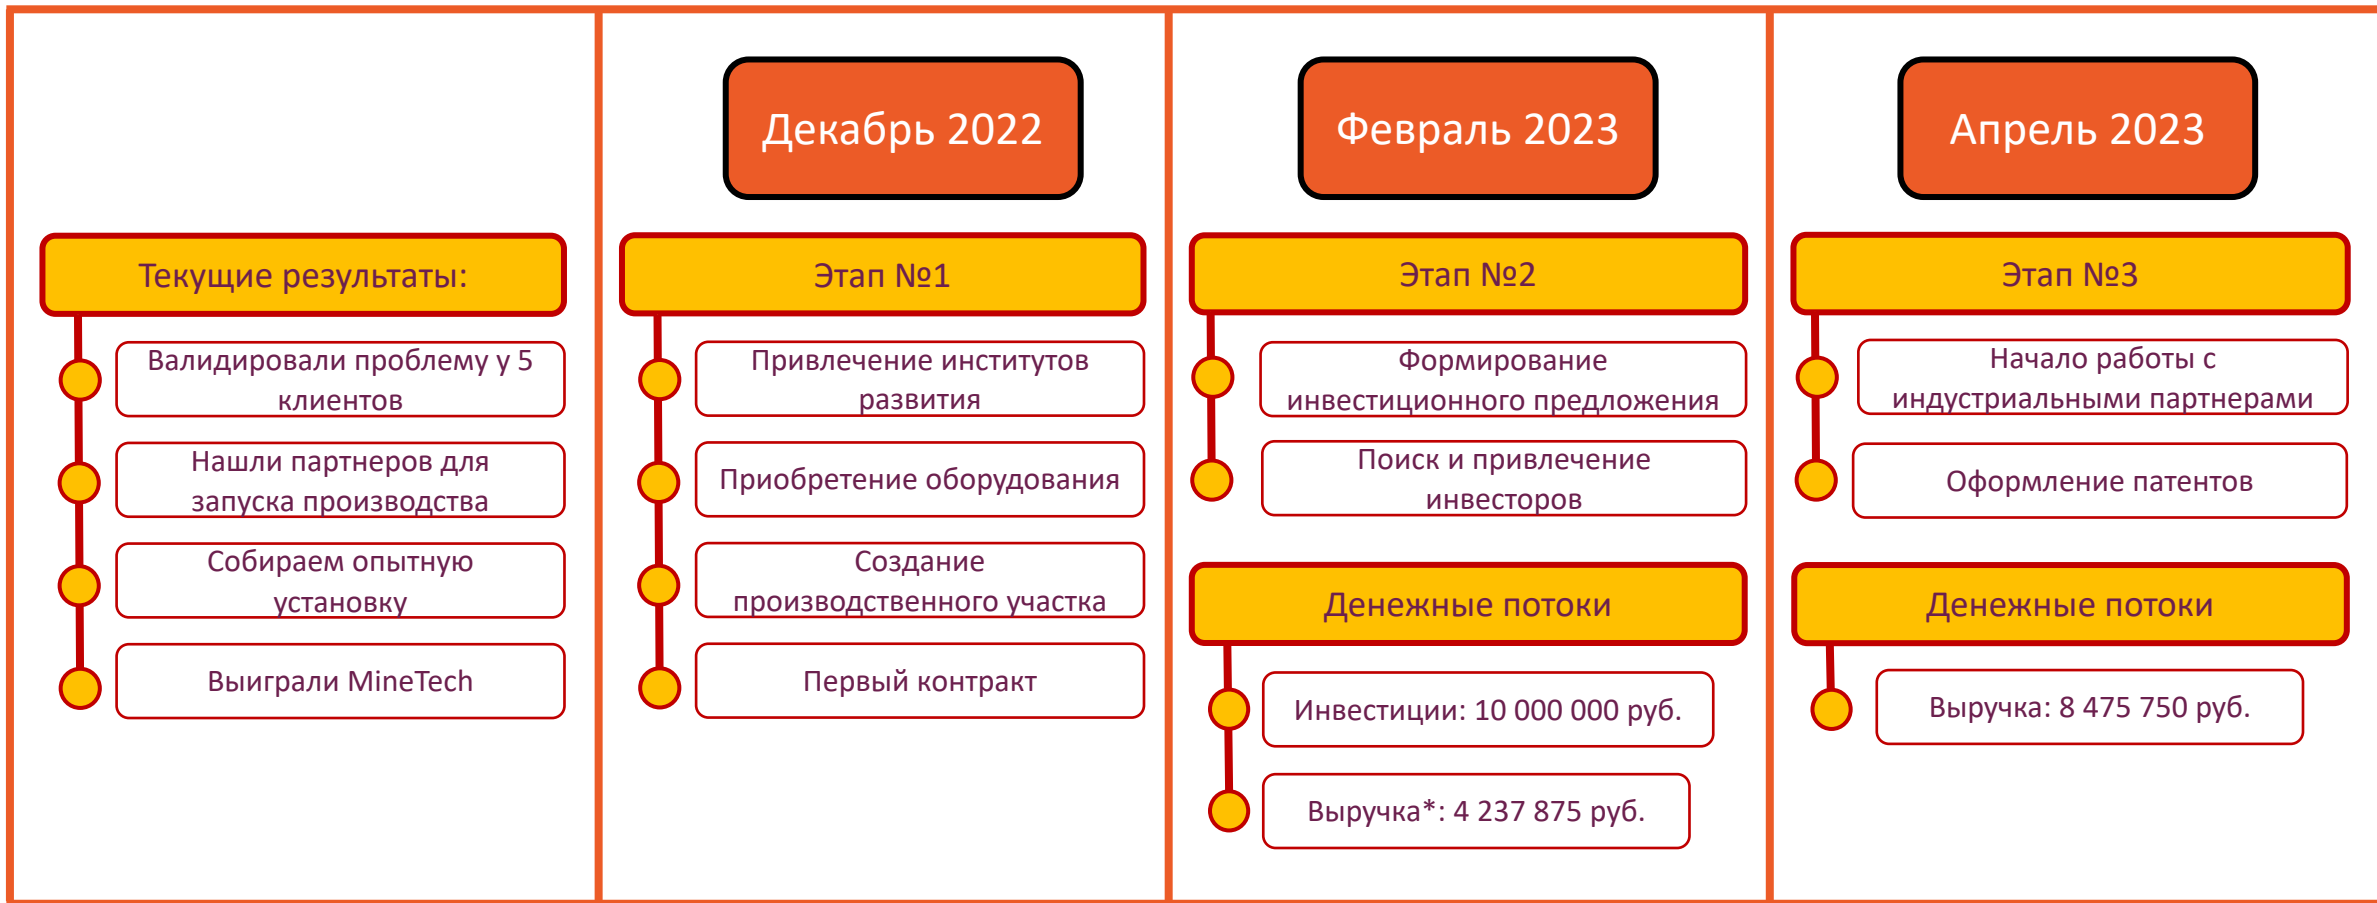 Текущие результаты:
Валидировали проблему у 5
клиентов
Нашли партнеров для
запуска производства
Собираем опытную
установку
Выиграли MineTech
Декабрь 2022
Этап №1
Привлечение институтов
развития
Приобретение оборудования
Создание
производственного участка
Первый контракт
Февраль 2023
Этап №2
Формирование
инвестиционного предложения
Поиск и привлечение
инвесторов
Денежные потоки
Инвестиции: 10 000 000 руб.
Выручка*: 4 237 875 руб.
Апрель 2023
Этап №3
Начало работы с
индустриальными партнерами
Оформление патентов
Денежные потоки
Выручка: 8 475 750 руб.